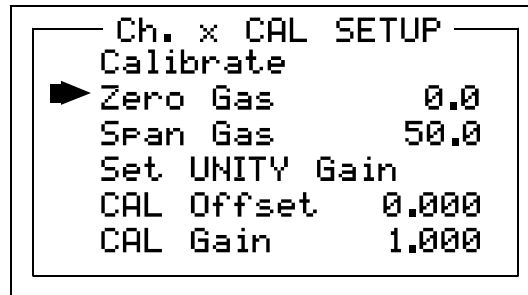 Ch. x CAL SETUP
Calibrate
Zero Gas 0.0
Span Gas 50.0
Set UNITY Gain
CAL Offset 0.000
CAL Gain 1.000